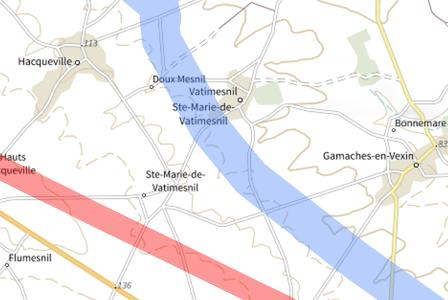 113
Hacqueville
Doux Mesnil
Vatimesnil
Ste-Marie-de-
Vatimesnil
Bonnemare
83
Gamaches-en-Vexin
Hauts
cqueville
Ste-Marie-de-
Vatimesnil
Flumesnil
136